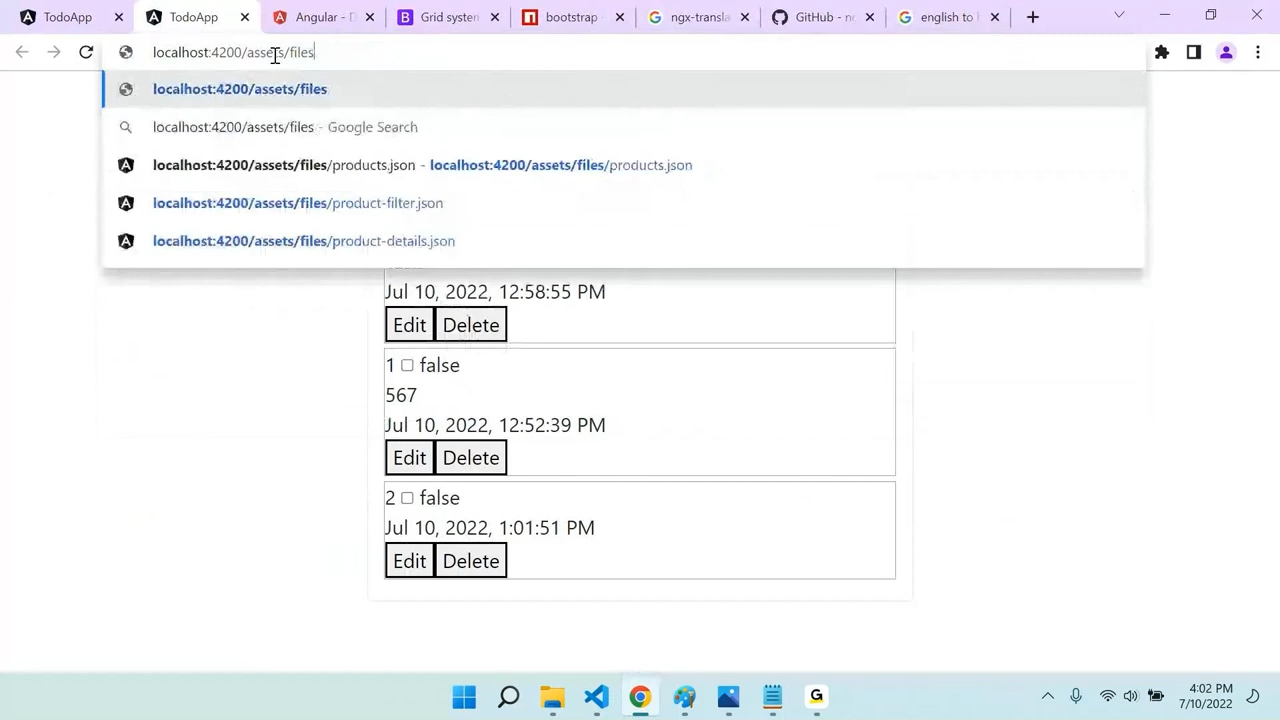 TodoApp
TodoApp
Angular - D
Grid systen
bootstrap -
ngx-transla
GitHub - n
english to
localhost:4200/assets/files
localhost:4200/assets/files
localhost:4200/assets/files - Google Search
localhost:4200/assets/files/products.json - localhost:4200/assets/files/products.json
localhost:4200/assets/files/product-filter.json
localhost:4200/assets/files/product-details.json
Jul 10, 2022, 12:58:55 PM
Edit Delete
1 false
567
Jul 10, 2022, 12:52:39 PM
Edit Delete
2 false
Jul 10, 2022, 1:01:51 PM
Edit Delete
4:02 PM
7/10/2022